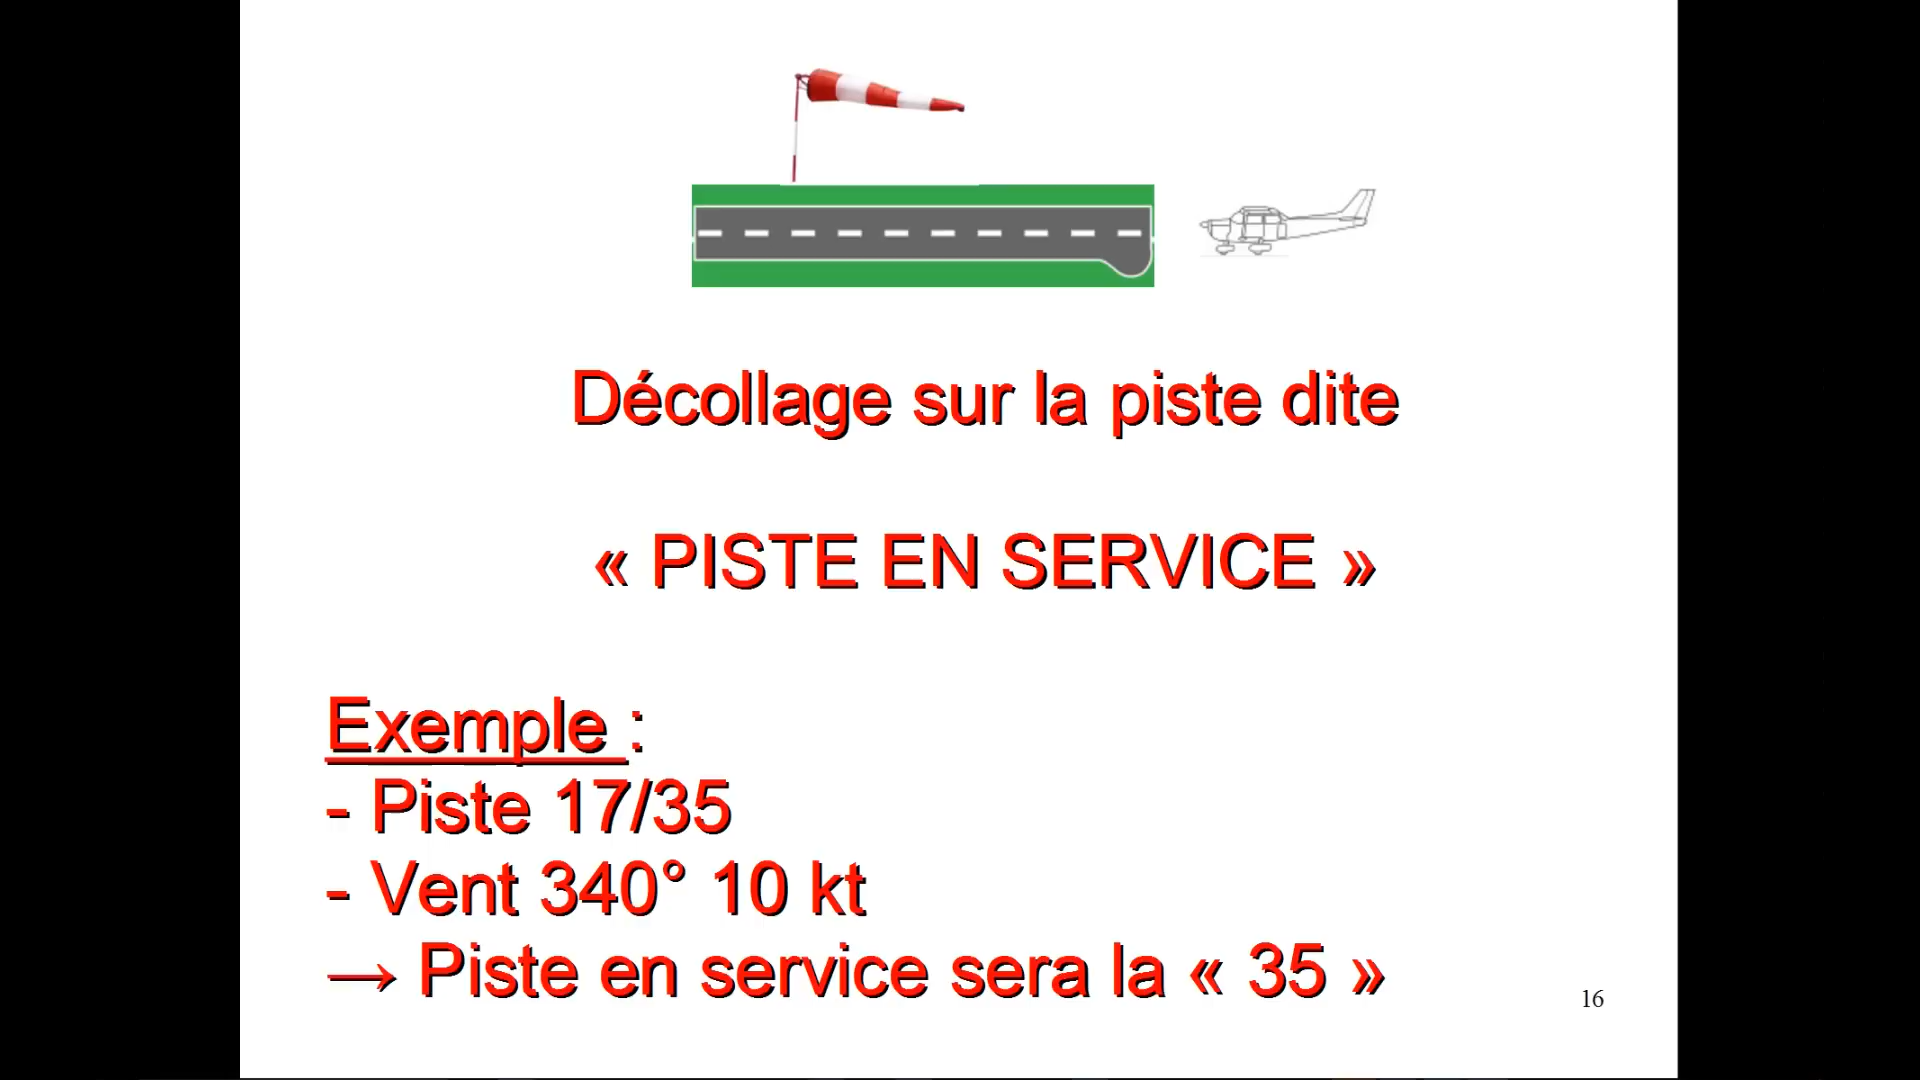 Décollage sur la piste dite
« PISTE EN SERVICE »
Exemple :
- Piste 17/35
- Vent 340° 10 kt
→ Piste en service sera la « 35 »
16